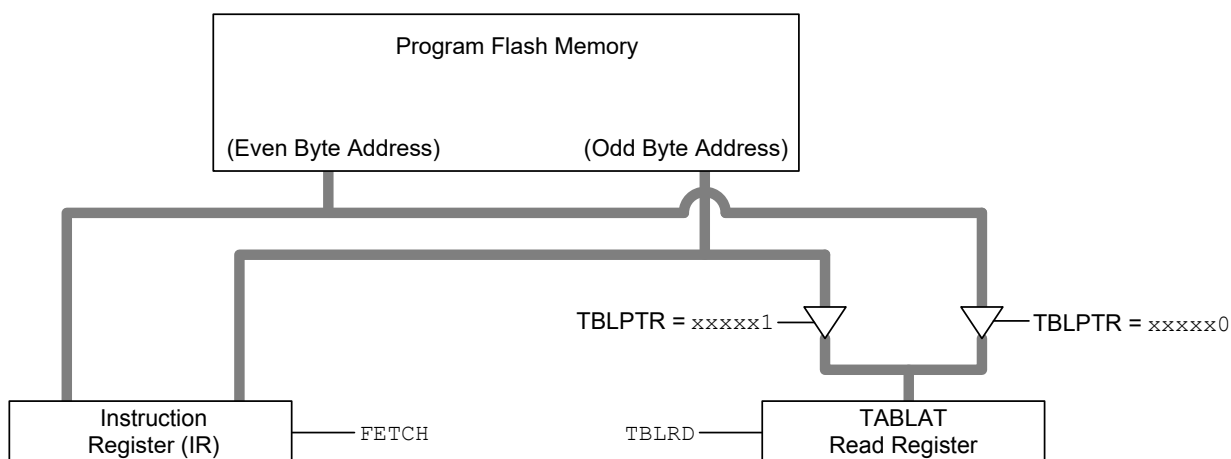 Program Flash Memory
(Even Byte Address) (Odd Byte Address)
TBLPTR = xxxxx1
TBLPTR = xxxxx0
Instruction
Register (IR)
FETCH
TBLRD
TABLAT
Read Register